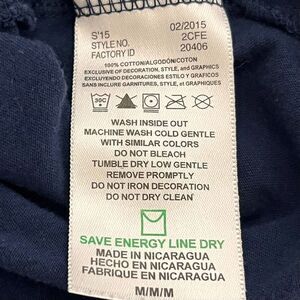 S'15 02/2015
STYLE NO. 2CFE
FACTORY ID 20406
100% COTTON/ALGODÓN/COTON
EXCLUSIVE OF DECORATION, STYLE, and GRAPHICS
EXCLUYENDO DECORACIONES ESTILO Y GRAFICOS
SANS INCLURE GARNITURES, STYLE, et GRAPHIQUES
30C
WASH INSIDE OUT
MACHINE WASH COLD GENTLE
WITH SIMILAR COLORS
DO NOT BLEACH
TUMBLE DRY LOW GENTLE
REMOVE PROMPTLY
DO NOT IRON DECORATION
DO NOT DRY CLEAN
SAVE ENERGY LINE DRY
MADE IN NICARAGUA
HECHO EN NICARAGUA
FABRIQUE EN NICARAGUA
M/M/M